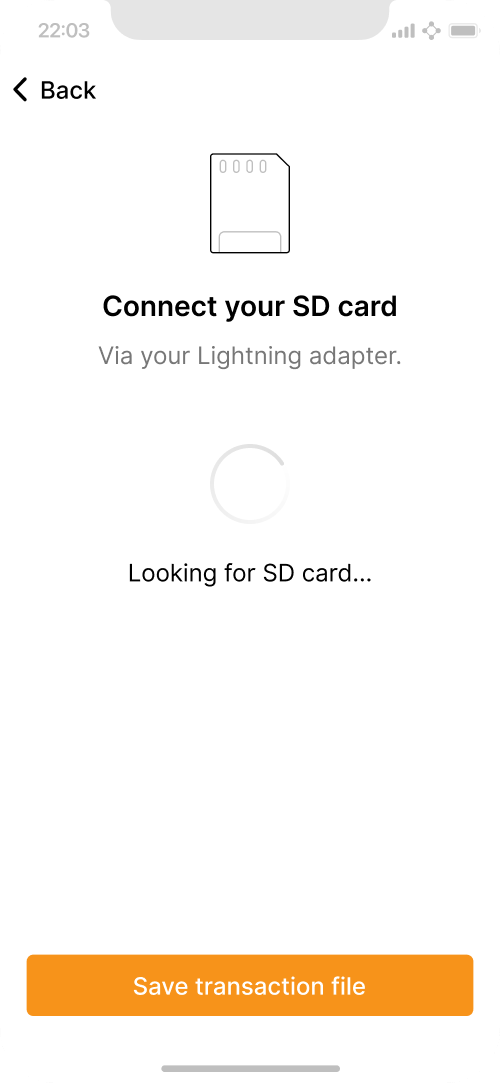 22:03
Back
Connect your SD card
Via your Lightning adapter.
Looking for SD card...
Save transaction file